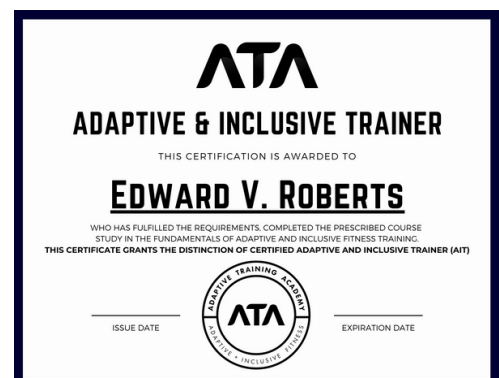 ATA
ADAPTIVE & INCLUSIVE TRAINER
THIS CERTIFICATION IS AWARDED TO
EDWARD V. ROBERTS
WHO HAS FULFILLED THE REQUIREMENTS, COMPLETED THE PRESCRIBED COURSE
STUDY IN THE FUNDAMENTALS OF ADAPTIVE AND INCLUSIVE FITNESS TRAINING.
THIS CERTIFICATE GRANTS THE DISTINCTION OF CERTIFIED ADAPTIVE AND INCLUSIVE TRAINER (AIT)
ADAPTIVE TRAINING ACADEMY
ATA
ADAPTIVE + INCLUSIVE FITNESS
ISSUE DATE
EXPIRATION DATE